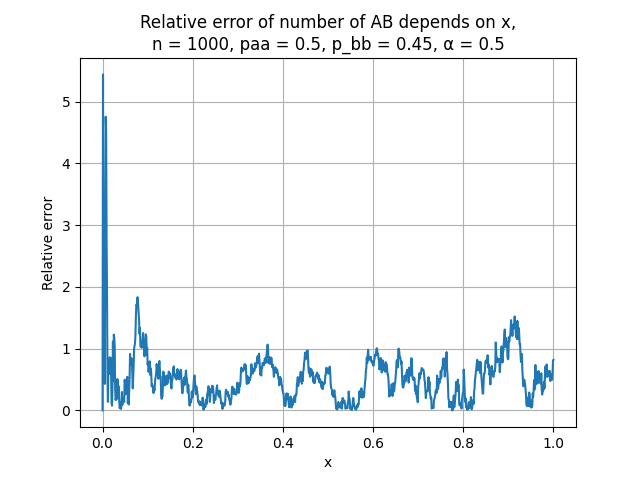 Relative error of number of AB depends on x,
n = 1000, paa = 0.5, p_bb = 0.45, α = 0.5
Relative error
5
4
3
2
1
0
0.0 0.2 0.4 0.6 0.8 1.0
x